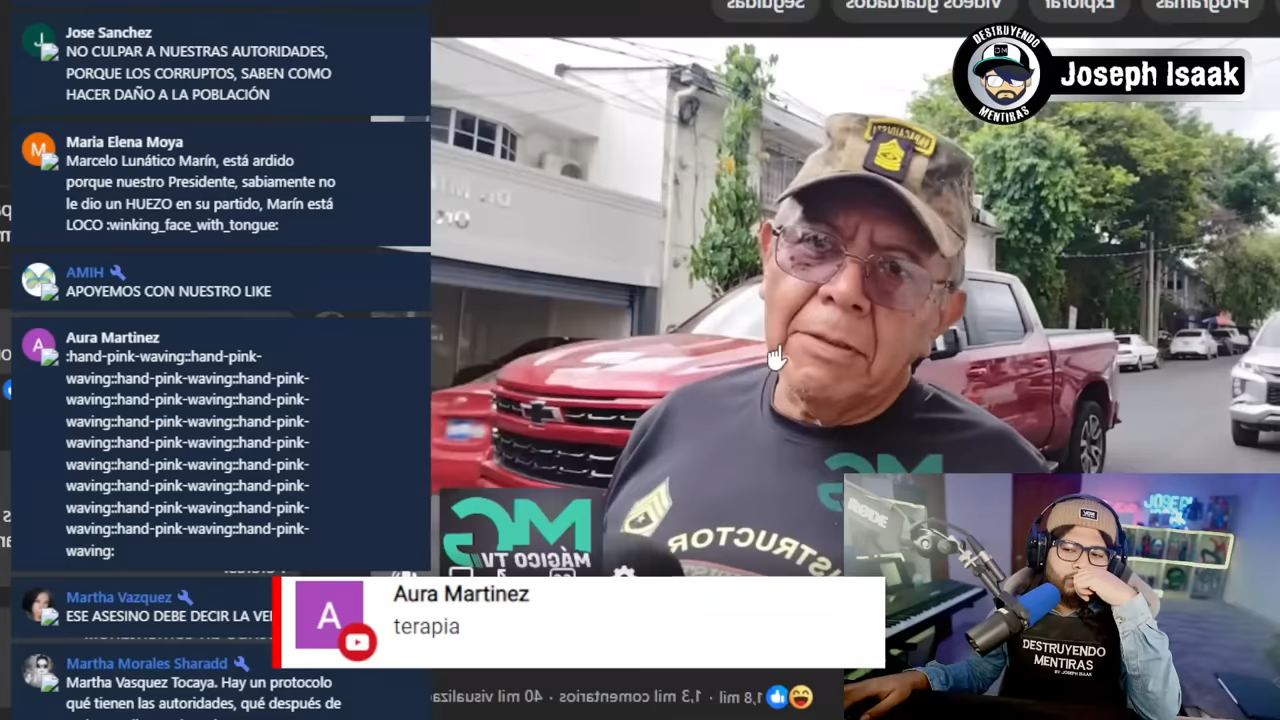 Seguidas
Videos guardados
Explorar
Programas
Jose Sanchez
NO CULPAR A NUESTRAS AUTORIDADES,
PORQUE LOS CORRUPTOS, SABEN COMO
HACER DAÑO A LA POBLACIÓN
Maria Elena Moya
Marcelo Lunático Marín, está ardido
porque nuestro Presidente, sabiamente no
le dio un HUEZO en su partido, Marín está
LOCO :winking_face_with_tongue:
AMIH
APOYEMOS CON NUESTRO LIKE
Aura Martinez
:hand-pink-waving::hand-pink-
waving::hand-pink-waving::hand-pink-
waving::hand-pink-waving::hand-pink-
waving::hand-pink-waving::hand-pink-
waving::hand-pink-waving::hand-pink-
waving::hand-pink-waving::hand-pink-
waving::hand-pink-waving::hand-pink-
waving::hand-pink-waving::hand-pink-
waving::hand-pink-waving::hand-pink-
waving:
Martha Vazquez
ESE ASESINO DEBE DECIR LA VE
Martha Morales Sharadd
Martha Vasquez Tocaya. Hay un protocolo
qué tienen las autoridades, qué después de
DESTRUYENDO
DM
MENTIRAS
Joseph Isaak
INSTRUCTOR
MG
MÁGICO TV
A
Aura Martinez
terapia
1,8 mil · 1,3 mil comentarios · 40 mil visualiz
RODE
JOSEPH
DESTRUYENDO
MENTIRAS
BY JOSEPH ISAAK